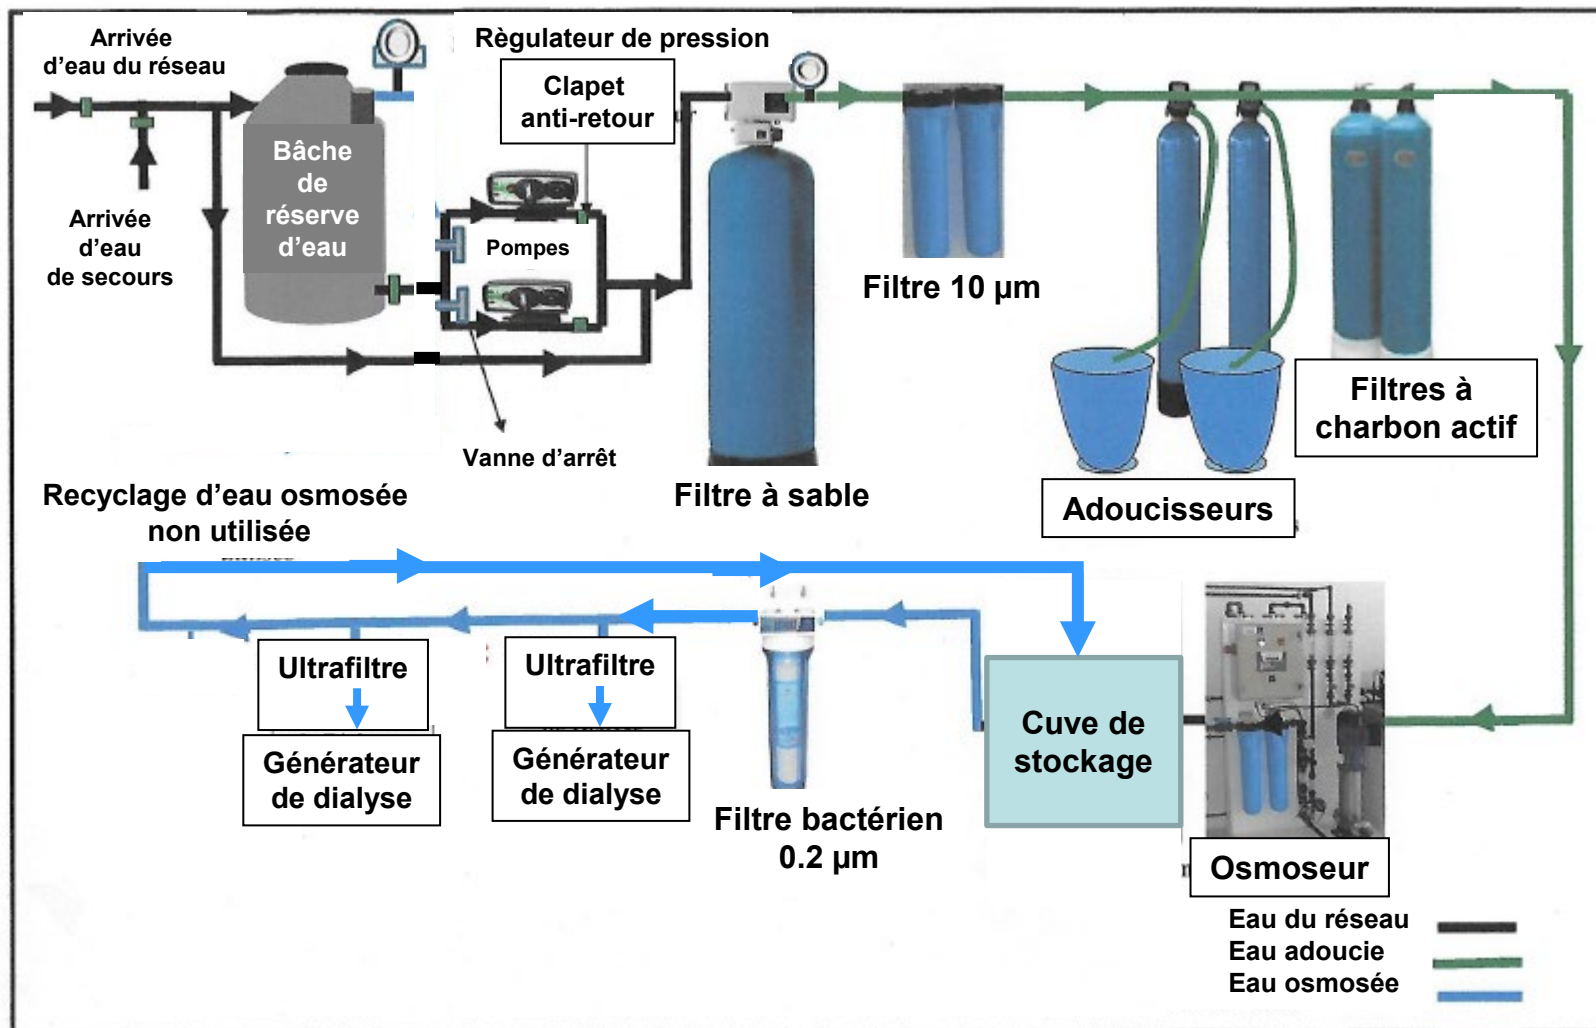 Arrivée
d'eau du réseau
Règulateur de pression
Clapet
anti-retour
Bâche
de
réserve
d'eau
Arrivée
d'eau
de secours
Pompes
Filtre 10 µm
Vanne d'arrêt
Filtres à
charbon actif
Recyclage d'eau osmosée
non utilisée
Filtre à sable
Adoucisseurs
Ultrafiltre
Ultrafiltre
Générateur
de dialyse
Générateur
de dialyse
Cuve de
stockage
Filtre bactérien
0.2 µm
Osmoseur
Eau du réseau
Eau adoucie
Eau osmosée